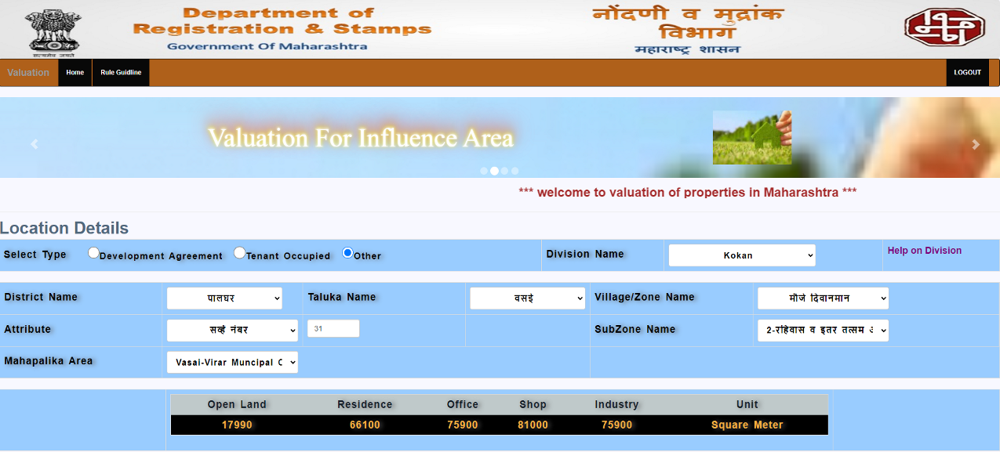 Department of
Registration & Stamps
Government Of Maharashtra
नोंदणी व मुद्रांक
विभाग
महाराष्ट्र शासन
सत्यमेव जयते
Valuation Home Rule Guidline LOGOUT
Valuation For Influence Area
*** welcome to valuation of properties in Maharashtra ***
Location Details
Select Type Development Agreement Tenant Occupied Other Division Name Kokan Help on Division
District Name पालघर Taluka Name वसई Village/Zone Name मौजे दिवानमान
Attribute सर्व्हे नंबर 31 SubZone Name 2-रहिवास व इतर तत्सम
Mahapalika Area Vasai-Virar Muncipal C
Open Land Residence Office Shop Industry Unit
17990 66100 75900 81000 75900 Square Meter